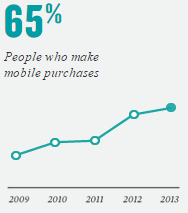 65%
People who make
mobile purchases
2009 2010 2011 2012 2013